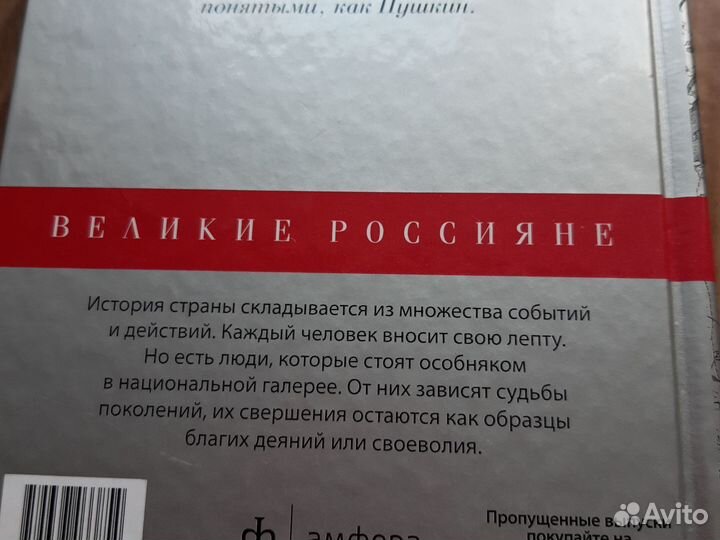 понятыми, как Пушкин.
ВЕЛИКИЕ РОССИЯНЕ
История страны складывается из множества событий
и действий. Каждый человек вносит свою лепту.
Но есть люди, которые стоят особняком
в национальной галерее. От них зависят судьбы
поколений, их свершения остаются как образцы
благих деяний или своеволия.
амфора
Пропущенные выпуски
покупайте на
Avito